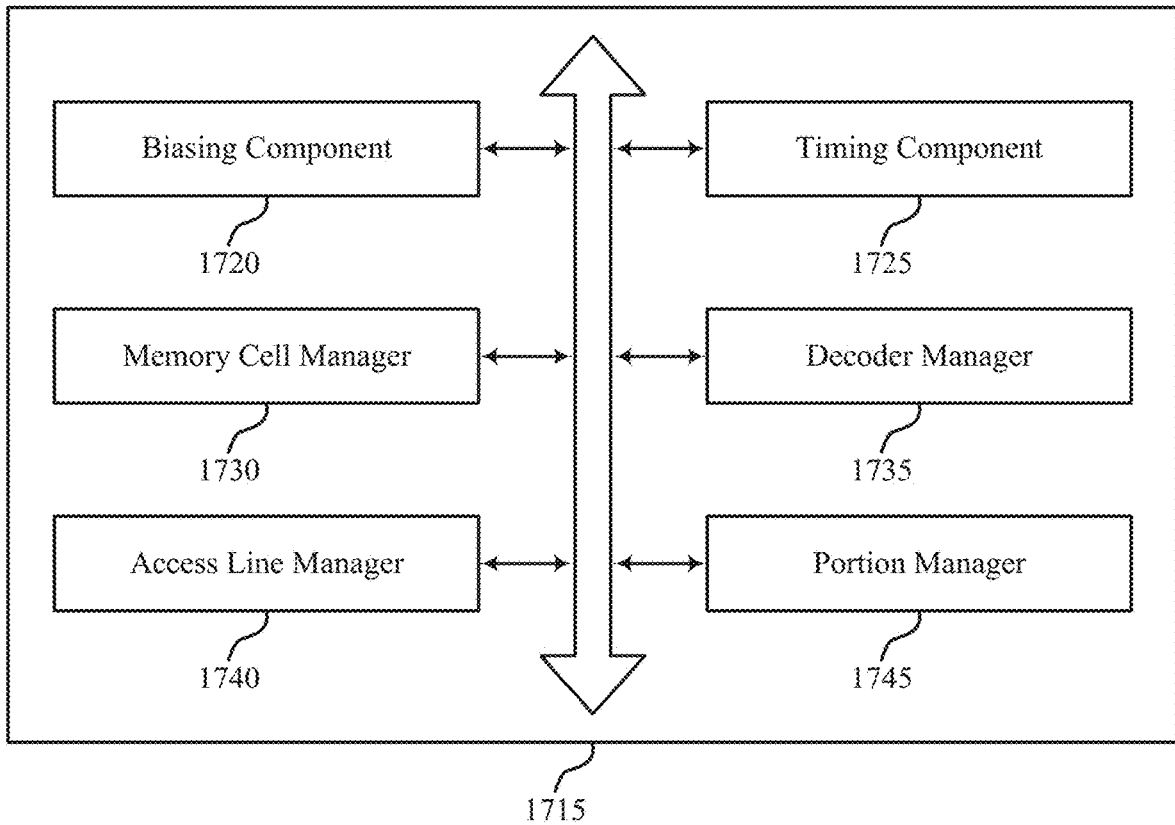 Biasing Component
Timing Component
1720
1725
Memory Cell Manager
Decoder Manager
1730
1735
Access Line Manager
Portion Manager
1740
1745
1715